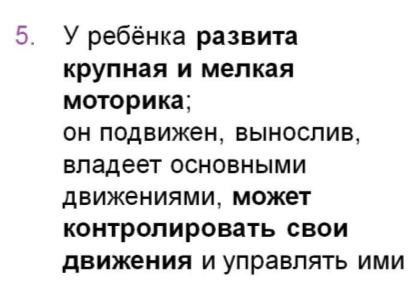 5. У ребёнка развита
крупная и мелкая
моторика;
он подвижен, вынослив,
владеет основными
движениями, может
контролировать свои
движения и управлять ими